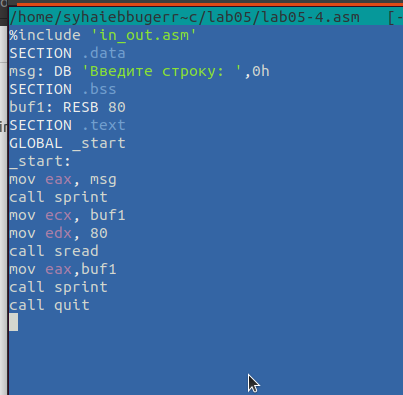 /home/syhaiebbugerr~c/lab05/lab05-4.asm [-
%include 'in_out.asm'
SECTION .data
msg: DB 'Введите строку: ',0h
SECTION .bss
buf1: RESB 80
SECTION .text
GLOBAL _start
_start:
mov eax, msg
call sprint
mov ecx, buf1
mov edx, 80
call sread
mov eax,buf1
call sprint
call quit